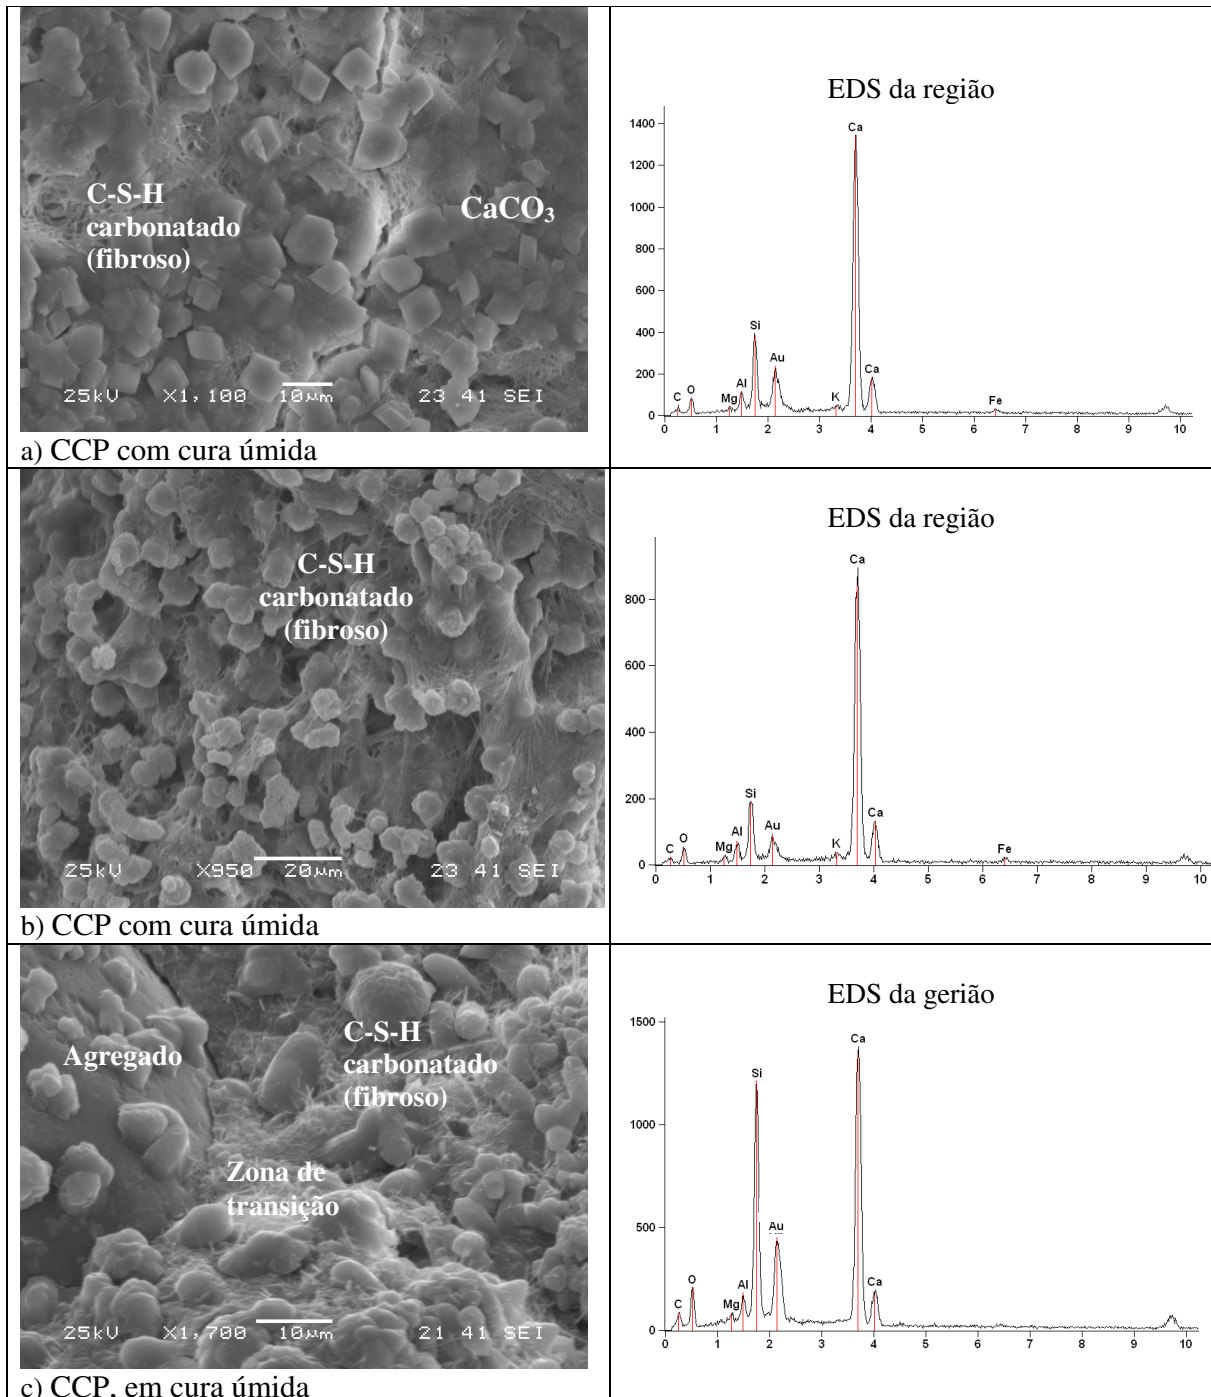 C-S-H
carbonatado
(fibroso)
CaCO3
25kV X1,100 10µm 23 41 SEI
a) CCP com cura úmida
EDS da região
1400
1200
1000
800
600
400
200
0
C O Mg Al Si Au K Ca Ca Fe
0 1 2 3 4 5 6 7 8 9 10
C-S-H
carbonatado
(fibroso)
25kV X950 20µm 23 41 SEI
b) CCP com cura úmida
EDS da região
800
600
400
200
0
C O Mg Al Si Au K Ca Ca Fe
0 1 2 3 4 5 6 7 8 9 10
Agregado
C-S-H
carbonatado
(fibroso)
Zona de
transição
25kV X1,700 10µm 21 41 SEI
c) CCP, em cura úmida
EDS da gerião
1500
1000
500
0
C O Mg Al Si Au Ca Ca
0 1 2 3 4 5 6 7 8 9 10